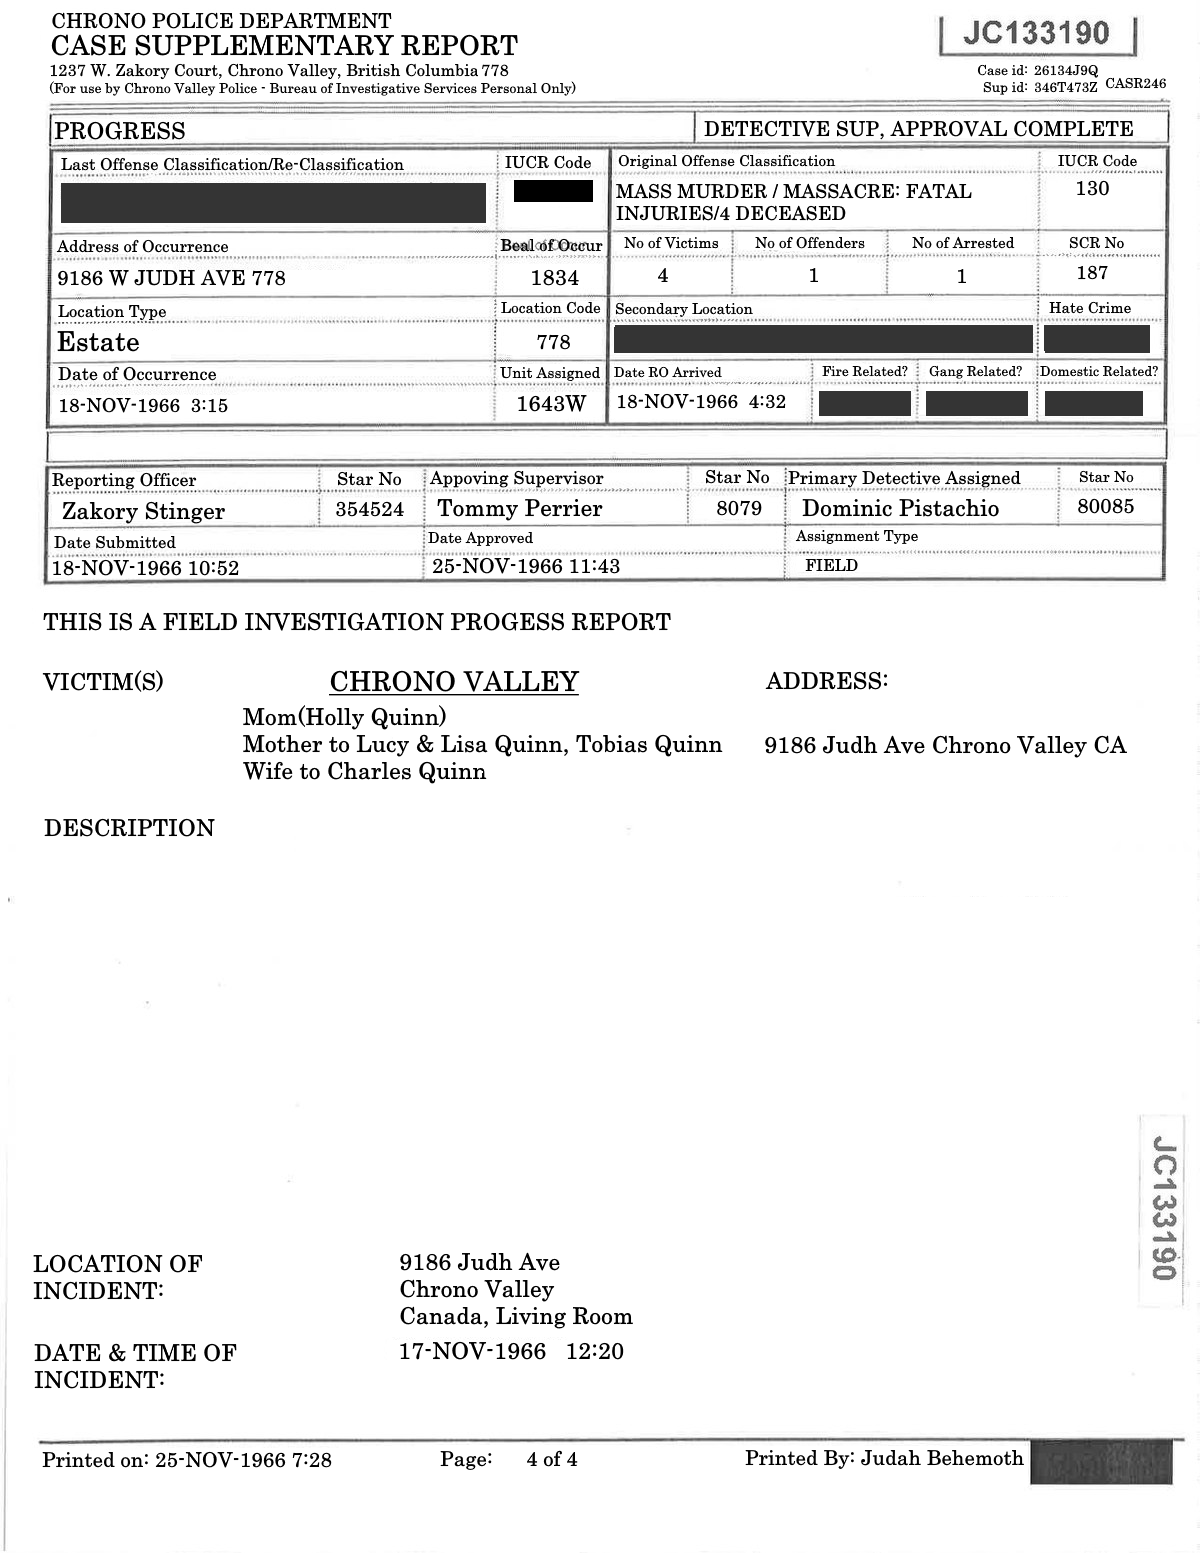 CHRONO POLICE DEPARTMENT
CASE SUPPLEMENTARY REPORT
1237 W. Zakory Court, Chrono Valley, British Columbia 778
(For use by Chrono Valley Police - Bureau of Investigative Services Personal Only)
JC133190
Case id: 26134J9Q
Sup id: 346T473Z CASR246
PROGRESS
DETECTIVE SUP, APPROVAL COMPLETE
Last Offense Classification/Re-Classification
IUCR Code
Original Offense Classification
IUCR Code
MASS MURDER / MASSACRE: FATAL
INJURIES/4 DECEASED
130
Address of Occurrence
Beal of Occur
No of Victims
No of Offenders
No of Arrested
SCR No
9186 W JUDH AVE 778
1834
4
1
1
187
Location Type
Location Code
Secondary Location
Hate Crime
Estate
778
Date of Occurrence
Unit Assigned
Date RO Arrived
Fire Related?
Gang Related?
Domestic Related?
18-NOV-1966 3:15
1643W
18-NOV-1966 4:32
Reporting Officer
Star No
Appoving Supervisor
Star No
Primary Detective Assigned
Star No
Zakory Stinger
354524
Tommy Perrier
8079
Dominic Pistachio
80085
Date Submitted
Date Approved
Assignment Type
18-NOV-1966 10:52
25-NOV-1966 11:43
FIELD
THIS IS A FIELD INVESTIGATION PROGESS REPORT
VICTIM(S)
CHRONO VALLEY
ADDRESS:
Mom(Holly Quinn)
Mother to Lucy & Lisa Quinn, Tobias Quinn
9186 Judh Ave Chrono Valley CA
Wife to Charles Quinn
DESCRIPTION
JC133190
LOCATION OF
INCIDENT:
9186 Judh Ave
Chrono Valley
Canada, Living Room
DATE & TIME OF
INCIDENT:
17-NOV-1966 12:20
Printed on: 25-NOV-1966 7:28
Page: 4 of 4
Printed By: Judah Behemoth